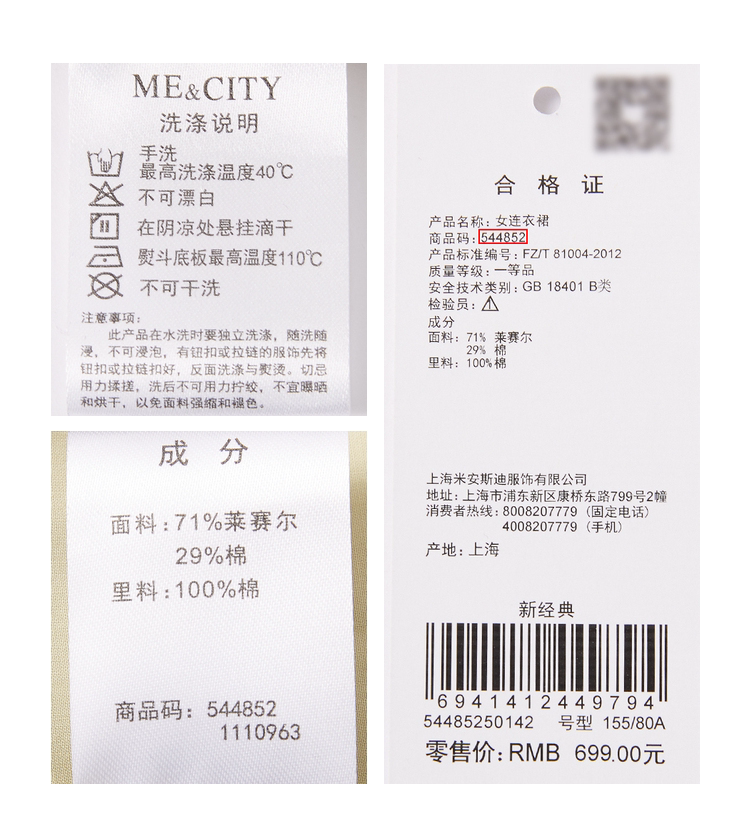 ME&CITY
洗涤说明
手洗
最高洗涤温度40℃
不可漂白
在阴凉处悬挂滴干
熨斗底板最高温度110℃
不可干洗
注意事项:
此产品在水洗时要独立洗涤，随洗随
浸，不可浸泡，有钮扣或拉链的服饰先将
钮扣或拉链扣好，反面洗涤与熨烫。切忌
用力揉搓，洗后不可用力拧绞，不宜曝晒
和烘干，以免面料强缩和褪色。
成 分
面料:71%莱赛尔
29%棉
里料:100%棉
商品码: 544852
1110963
合 格 证
产品名称: 女连衣裙
商品码: 544852
产品标准编号: FZ/T 81004-2012
质量等级: 一等品
安全技术类别: GB 18401 B类
检验员:
成分
面料: 71% 莱赛尔
29% 棉
里料: 100%棉
上海米安斯迪服饰有限公司
地址: 上海市浦东新区康桥东路799号2幢
消费者热线: 8008207779（固定电话）
4008207779（手机）
产地: 上海
新经典
6941412449794
54485250142 号型 155/80A
零售价: RMB 699.00元